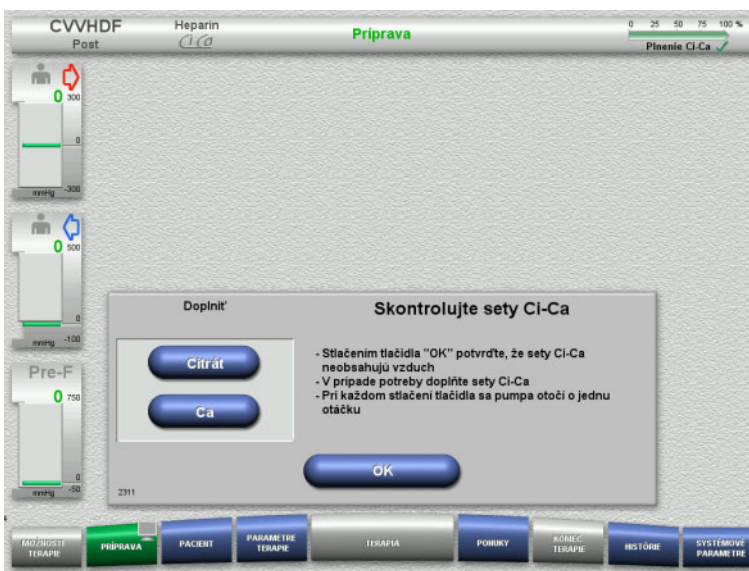 CVVHDF
Post
Heparin
Ci Ca
Príprava
0 25 50 75 100 %
Plnenie Ci-Ca
0
300
0
mmHg
-300
0
500
0
mmHg
-100
Pre-F
0
750
0
mmHg
-50
Doplniť
Skontrolujte sety Ci-Ca
Citrát
Ca
- Stlačením tlačidla "OK" potvrďte, že sety Ci-Ca
neobsahujú vzduch
- V prípade potreby doplňte sety Ci-Ca
- Pri každom stlačení tlačidla sa pumpa otočí o jednu
otáčku
OK
2311
MOŽNOSTI
TERAPIE
PRÍPRAVA
PACIENT
PARAMETRE
TERAPIE
TERAPIA
PONUKY
KONIEC
TERAPIE
HISTÓRIE
SYSTÉMOVÉ
PARAMETRE